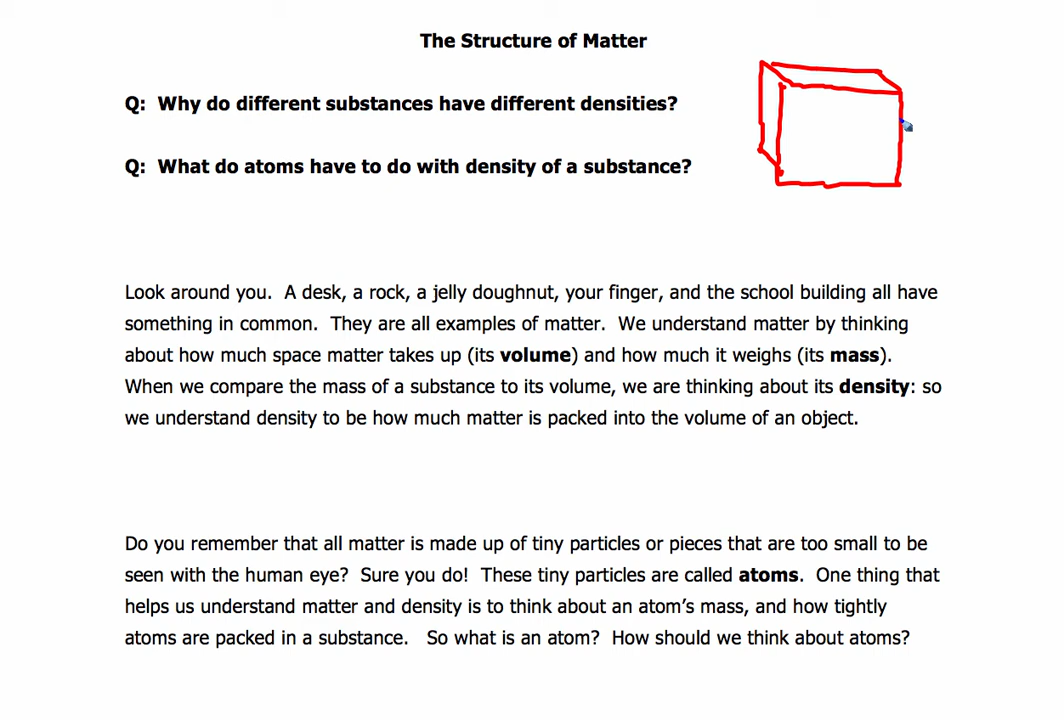 The Structure of Matter
Q:  Why do different substances have different densities?
Q:  What do atoms have to do with density of a substance?
Look around you.  A desk, a rock, a jelly doughnut, your finger, and the school building all have
something in common.  They are all examples of matter.  We understand matter by thinking
about how much space matter takes up (its volume) and how much it weighs (its mass).
When we compare the mass of a substance to its volume, we are thinking about its density: so
we understand density to be how much matter is packed into the volume of an object.
Do you remember that all matter is made up of tiny particles or pieces that are too small to be
seen with the human eye?  Sure you do!  These tiny particles are called atoms.  One thing that
helps us understand matter and density is to think about an atom's mass, and how tightly
atoms are packed in a substance.   So what is an atom?  How should we think about atoms?